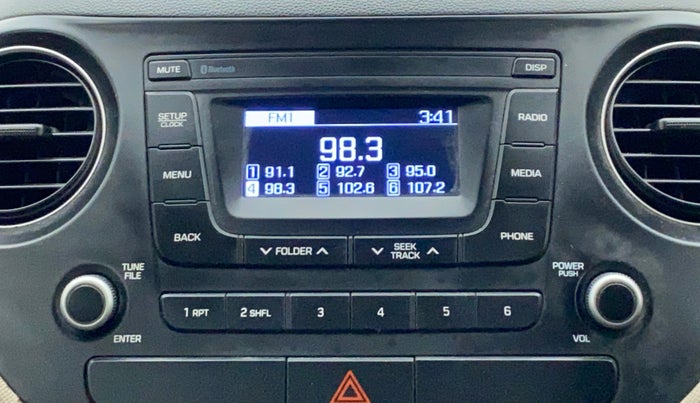 MUTE Bluetooth DISP
FM1 3:41
98.3
1 91.1 2 92.7 3 95.0
4 98.3 5 102.6 6 107.2
SETUP
CLOCK
RADIO
MENU
MEDIA
BACK
FOLDER
SEEK
TRACK
PHONE
TUNE
FILE
POWER
PUSH
1 RPT 2 SHFL 3 4 5 6
ENTER
VOL